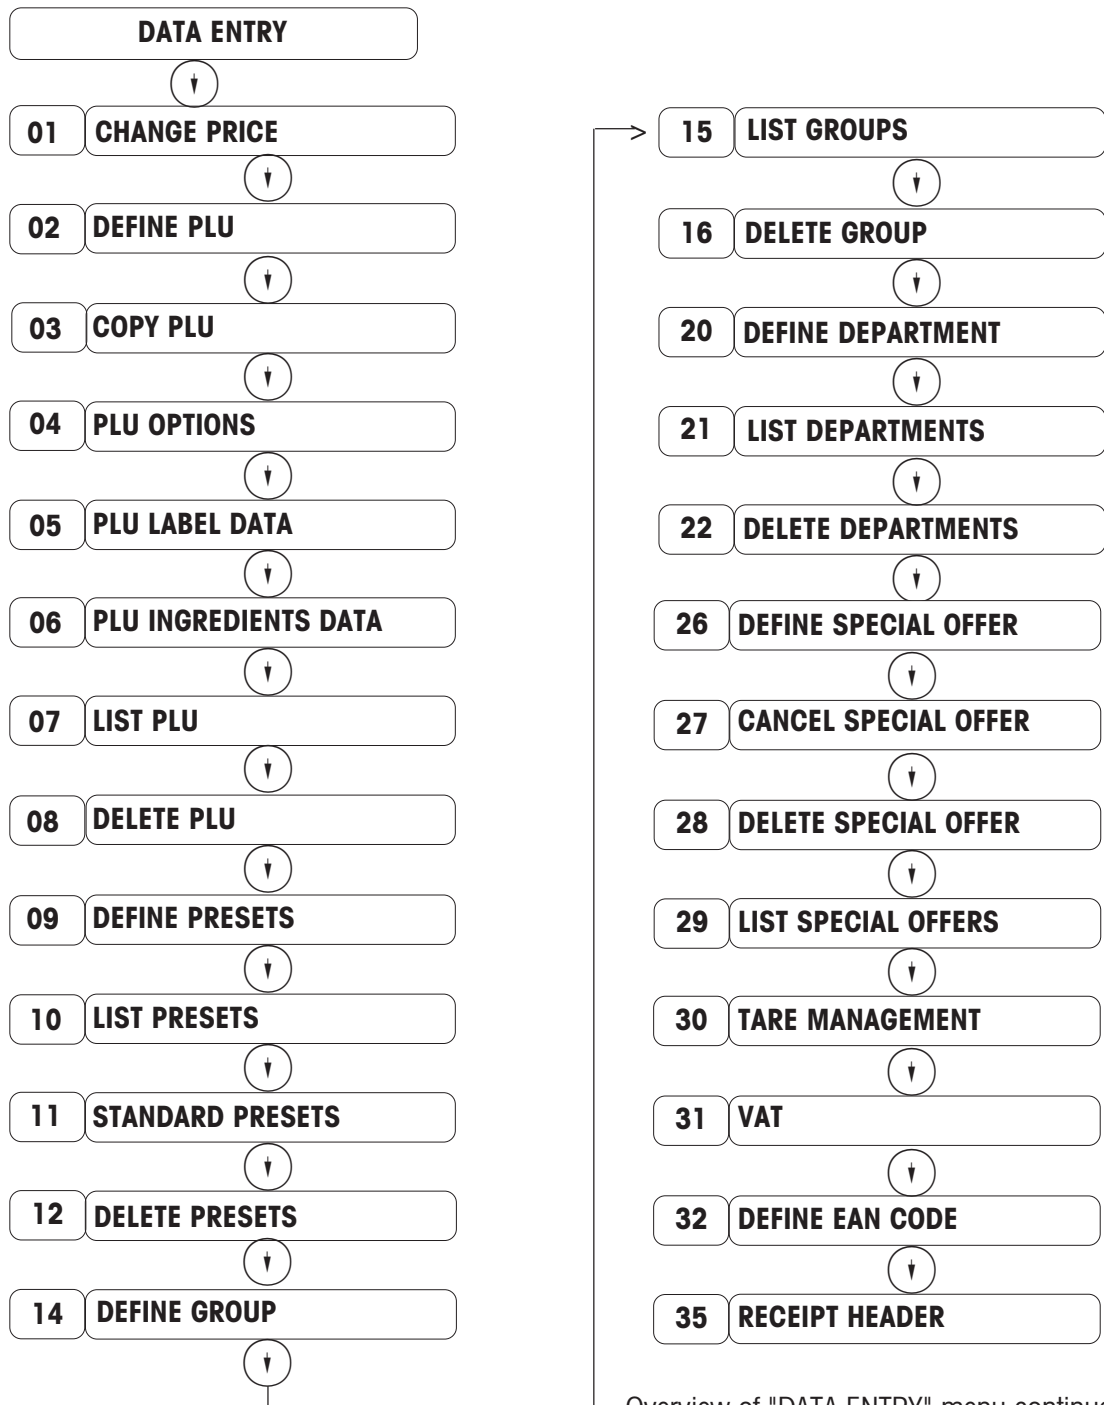 DATA ENTRY
01 CHANGE PRICE
02 DEFINE PLU
03 COPY PLU
04 PLU OPTIONS
05 PLU LABEL DATA
06 PLU INGREDIENTS DATA
07 LIST PLU
08 DELETE PLU
09 DEFINE PRESETS
10 LIST PRESETS
11 STANDARD PRESETS
12 DELETE PRESETS
14 DEFINE GROUP
15 LIST GROUPS
16 DELETE GROUP
20 DEFINE DEPARTMENT
21 LIST DEPARTMENTS
22 DELETE DEPARTMENTS
26 DEFINE SPECIAL OFFER
27 CANCEL SPECIAL OFFER
28 DELETE SPECIAL OFFER
29 LIST SPECIAL OFFERS
30 TARE MANAGEMENT
31 VAT
32 DEFINE EAN CODE
35 RECEIPT HEADER
Overview of "DATA ENTRY" menu continu